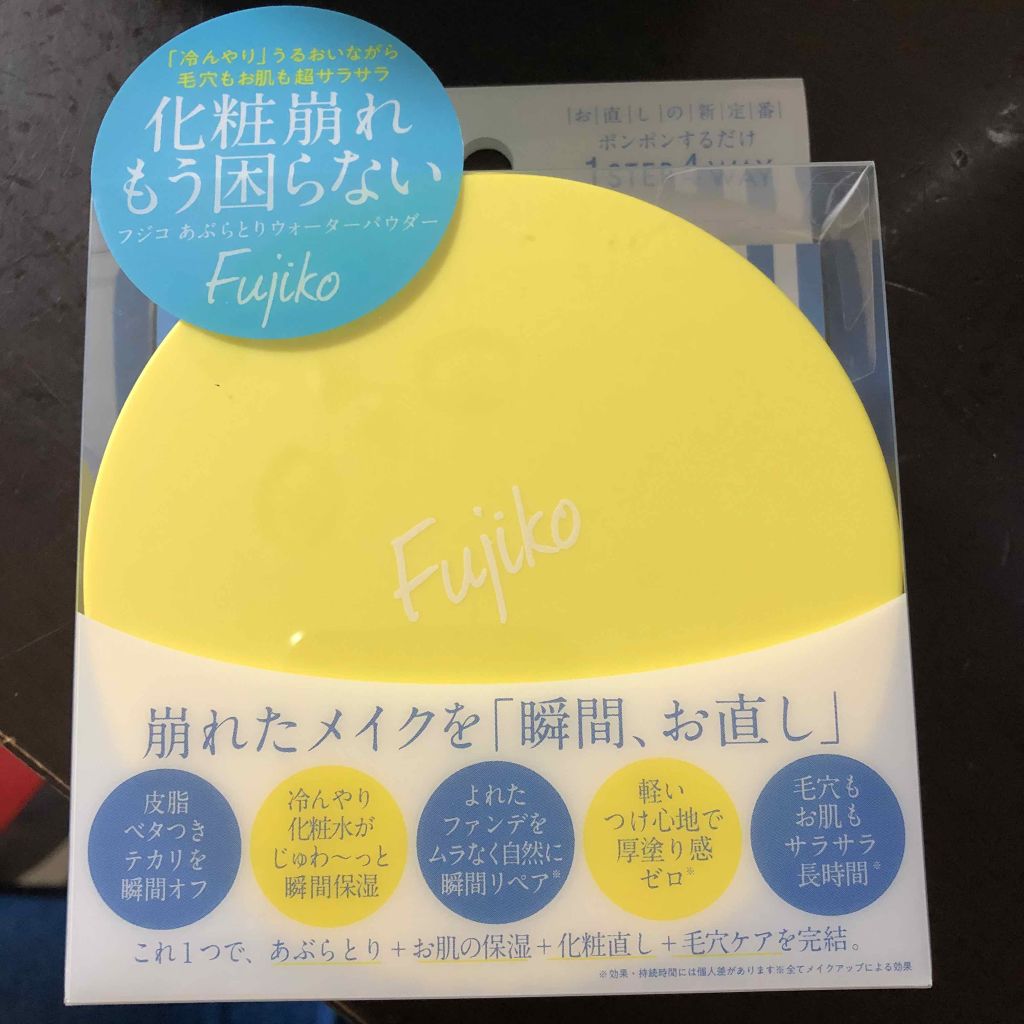 「冷んやり」うるおいながら
毛穴もお肌も超サラサラ
化粧崩れ
もう困らない
フジコ あぶらとりウォーターパウダー
Fujiko
お直しの新定番
ポンポンするだけ
1 STEP 4 WAY
Fujiko
崩れたメイクを「瞬間、お直し」
皮脂
ベタつき
テカリを
瞬間オフ
冷んやり
化粧水が
じゅわ〜っと
瞬間保湿
よれた
ファンデを
ムラなく自然に
瞬間リペア※
軽い
つけ心地で
厚塗り感
ゼロ※
毛穴も
お肌も
サラサラ
長時間※
これ1つで、あぶらとり+お肌の保湿+化粧直し+毛穴ケアを完結。
※効果・持続時間には個人差があります※全てメイクアップによる効果